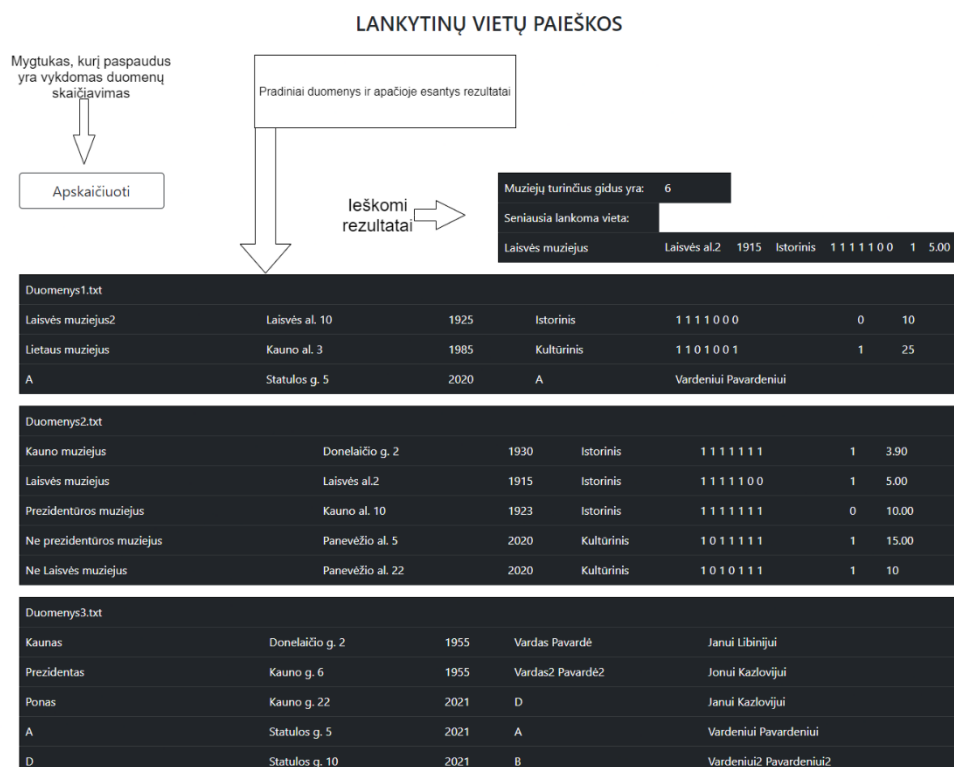 LANKYTINŲ VIETŲ PAIEŠKOS
Mygtukas, kurį paspaudus
yra vykdomas duomenų
skaičiavimas
Pradiniai duomenys ir apačioje esantys rezultatai
Apskaičiuoti
Ieškomi
rezultatai
Muziejų turinčius gidus yra: 6
Seniausia lankoma vieta:
Laisvės muziejus Laisvės al.2 1915 Istorinis 1 1 1 1 1 0 0 1 5.00
Duomenys1.txt
Laisvės muziejus2 Laisvės al. 10 1925 Istorinis 1 1 1 1 0 0 0 0 10
Lietaus muziejus Kauno al. 3 1985 Kultūrinis 1 1 0 1 0 0 1 1 25
A Statulos g. 5 2020 A Vardeniui Pavardeniui
Duomenys2.txt
Kauno muziejus Donelaičio g. 2 1930 Istorinis 1 1 1 1 1 1 1 1 3.90
Laisvės muziejus Laisvės al.2 1915 Istorinis 1 1 1 1 1 0 0 1 5.00
Prezidentūros muziejus Kauno al. 10 1923 Istorinis 1 1 1 1 1 1 1 0 10.00
Ne prezidentūros muziejus Panevėžio al. 5 2020 Kultūrinis 1 0 1 1 1 1 1 1 15.00
Ne Laisvės muziejus Panevėžio al. 22 2020 Kultūrinis 1 0 1 0 1 1 1 1 10
Duomenys3.txt
Kaunas Donelaičio g. 2 1955 Vardas Pavardė Janui Libinijui
Prezidentas Kauno g. 6 1955 Vardas2 Pavardė2 Jonui Kazlovijui
Ponas Kauno g. 22 2021 D Janui Kazlovijui
A Statulos g. 5 2021 A Vardeniui Pavardeniui
D Statulos g. 10 2021 B Vardeniui2 Pavardeniui2